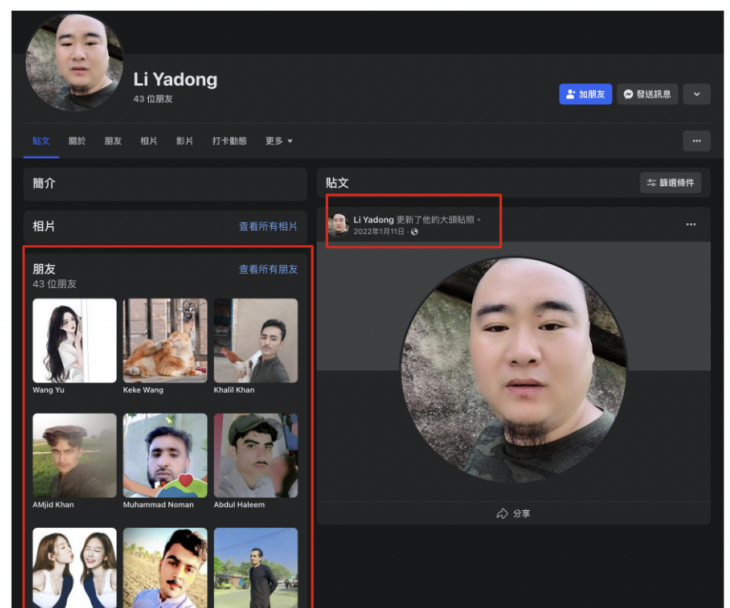 Li Yadong
43 位朋友
加朋友
發送訊息
貼文 關於 朋友 相片 影片 打卡動態 更多
簡介
相片 查看所有相片
朋友 查看所有朋友
43 位朋友
Wang Yu Keke Wang Khalil Khan
AMjid Khan Muhammad Noman Abdul Haleem
貼文 篩選條件
Li Yadong 更新了他的大頭貼照。
2022年1月11日 ·
分享